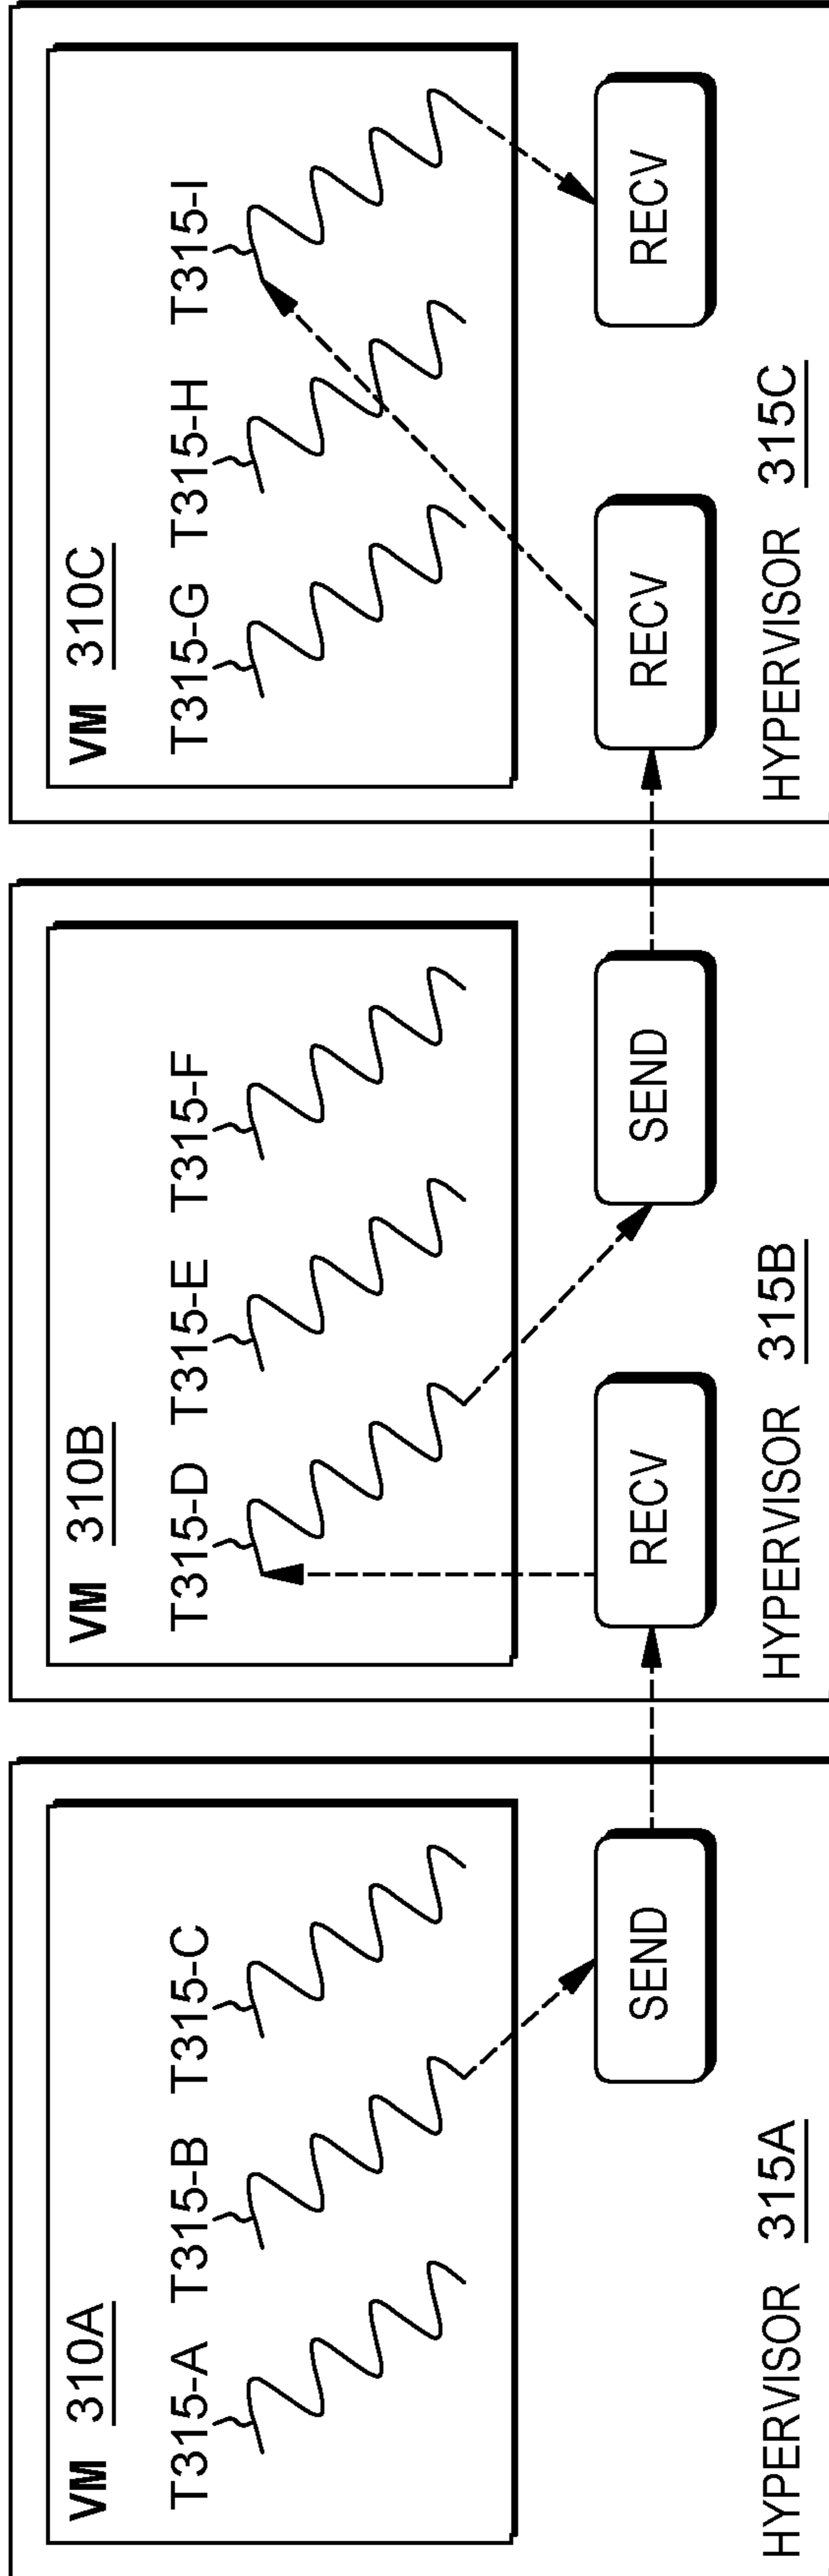 VM 310A
T315-A T315-B T315-C
SEND
HYPERVISOR 315A
VM 310B
T315-D T315-E T315-F
RECV SEND
HYPERVISOR 315B
VM 310C
T315-G T315-H T315-I
RECV RECV
HYPERVISOR 315C